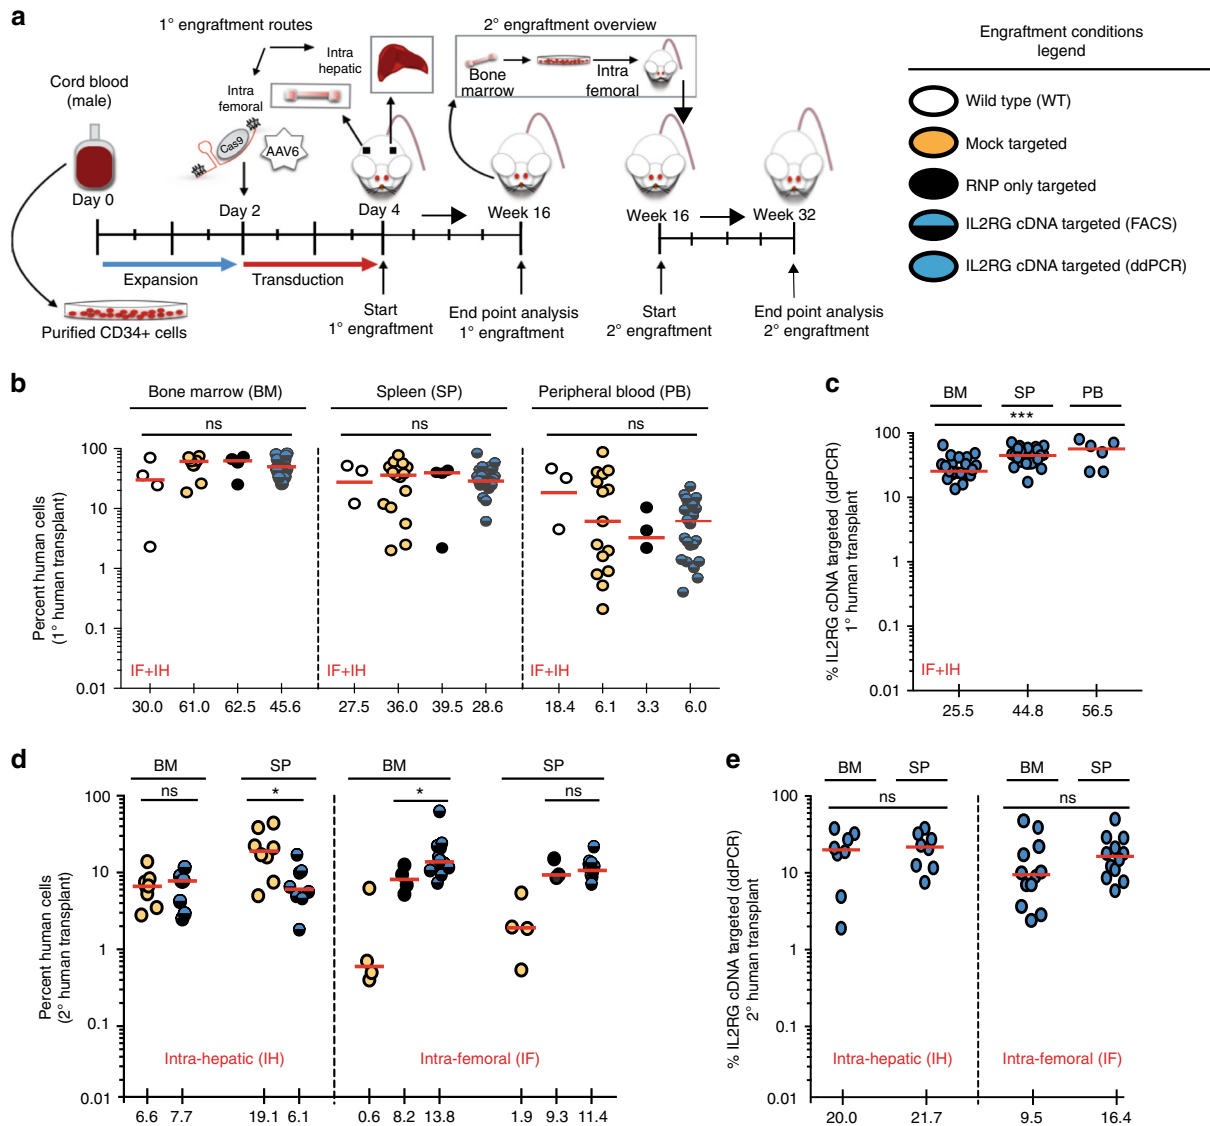 a
1° engraftment routes
2° engraftment overview
Engraftment conditions
legend
Cord blood
(male)
Intra
hepatic
Intra
femoral
Bone
marrow
Intra
femoral
Cas9
AAV6
Wild type (WT)
Mock targeted
RNP only targeted
IL2RG cDNA targeted (FACS)
IL2RG cDNA targeted (ddPCR)
Day 0
Day 2
Day 4
Week 16
Week 16
Week 32
Expansion
Transduction
Purified CD34+ cells
Start
1° engraftment
End point analysis
1° engraftment
Start
2° engraftment
End point analysis
2° engraftment
b
Bone marrow (BM)
Spleen (SP)
Peripheral blood (PB)
ns
ns
ns
Percent human cells
(1° human transplant)
100
10
1
0.1
0.01
IF+IH
IF+IH
IF+IH
30.0 61.0 62.5 45.6
27.5 36.0 39.5 28.6
18.4 6.1 3.3 6.0
c
BM SP PB
***
% IL2RG cDNA targeted (ddPCR)
1° human transplant
100
10
1
0.1
0.01
IF+IH
25.5 44.8 56.5
d
BM SP BM SP
ns * * ns
Percent human cells
(2° human transplant)
100
10
1
0.1
0.01
Intra-hepatic (IH)
Intra-femoral (IF)
6.6 7.7 19.1 6.1 0.6 8.2 13.8 1.9 9.3 11.4
e
BM SP BM SP
ns ns
% IL2RG cDNA targeted (ddPCR)
2° human transplant
100
10
1
0.1
0.01
Intra-hepatic (IH)
Intra-femoral (IF)
20.0 21.7 9.5 16.4